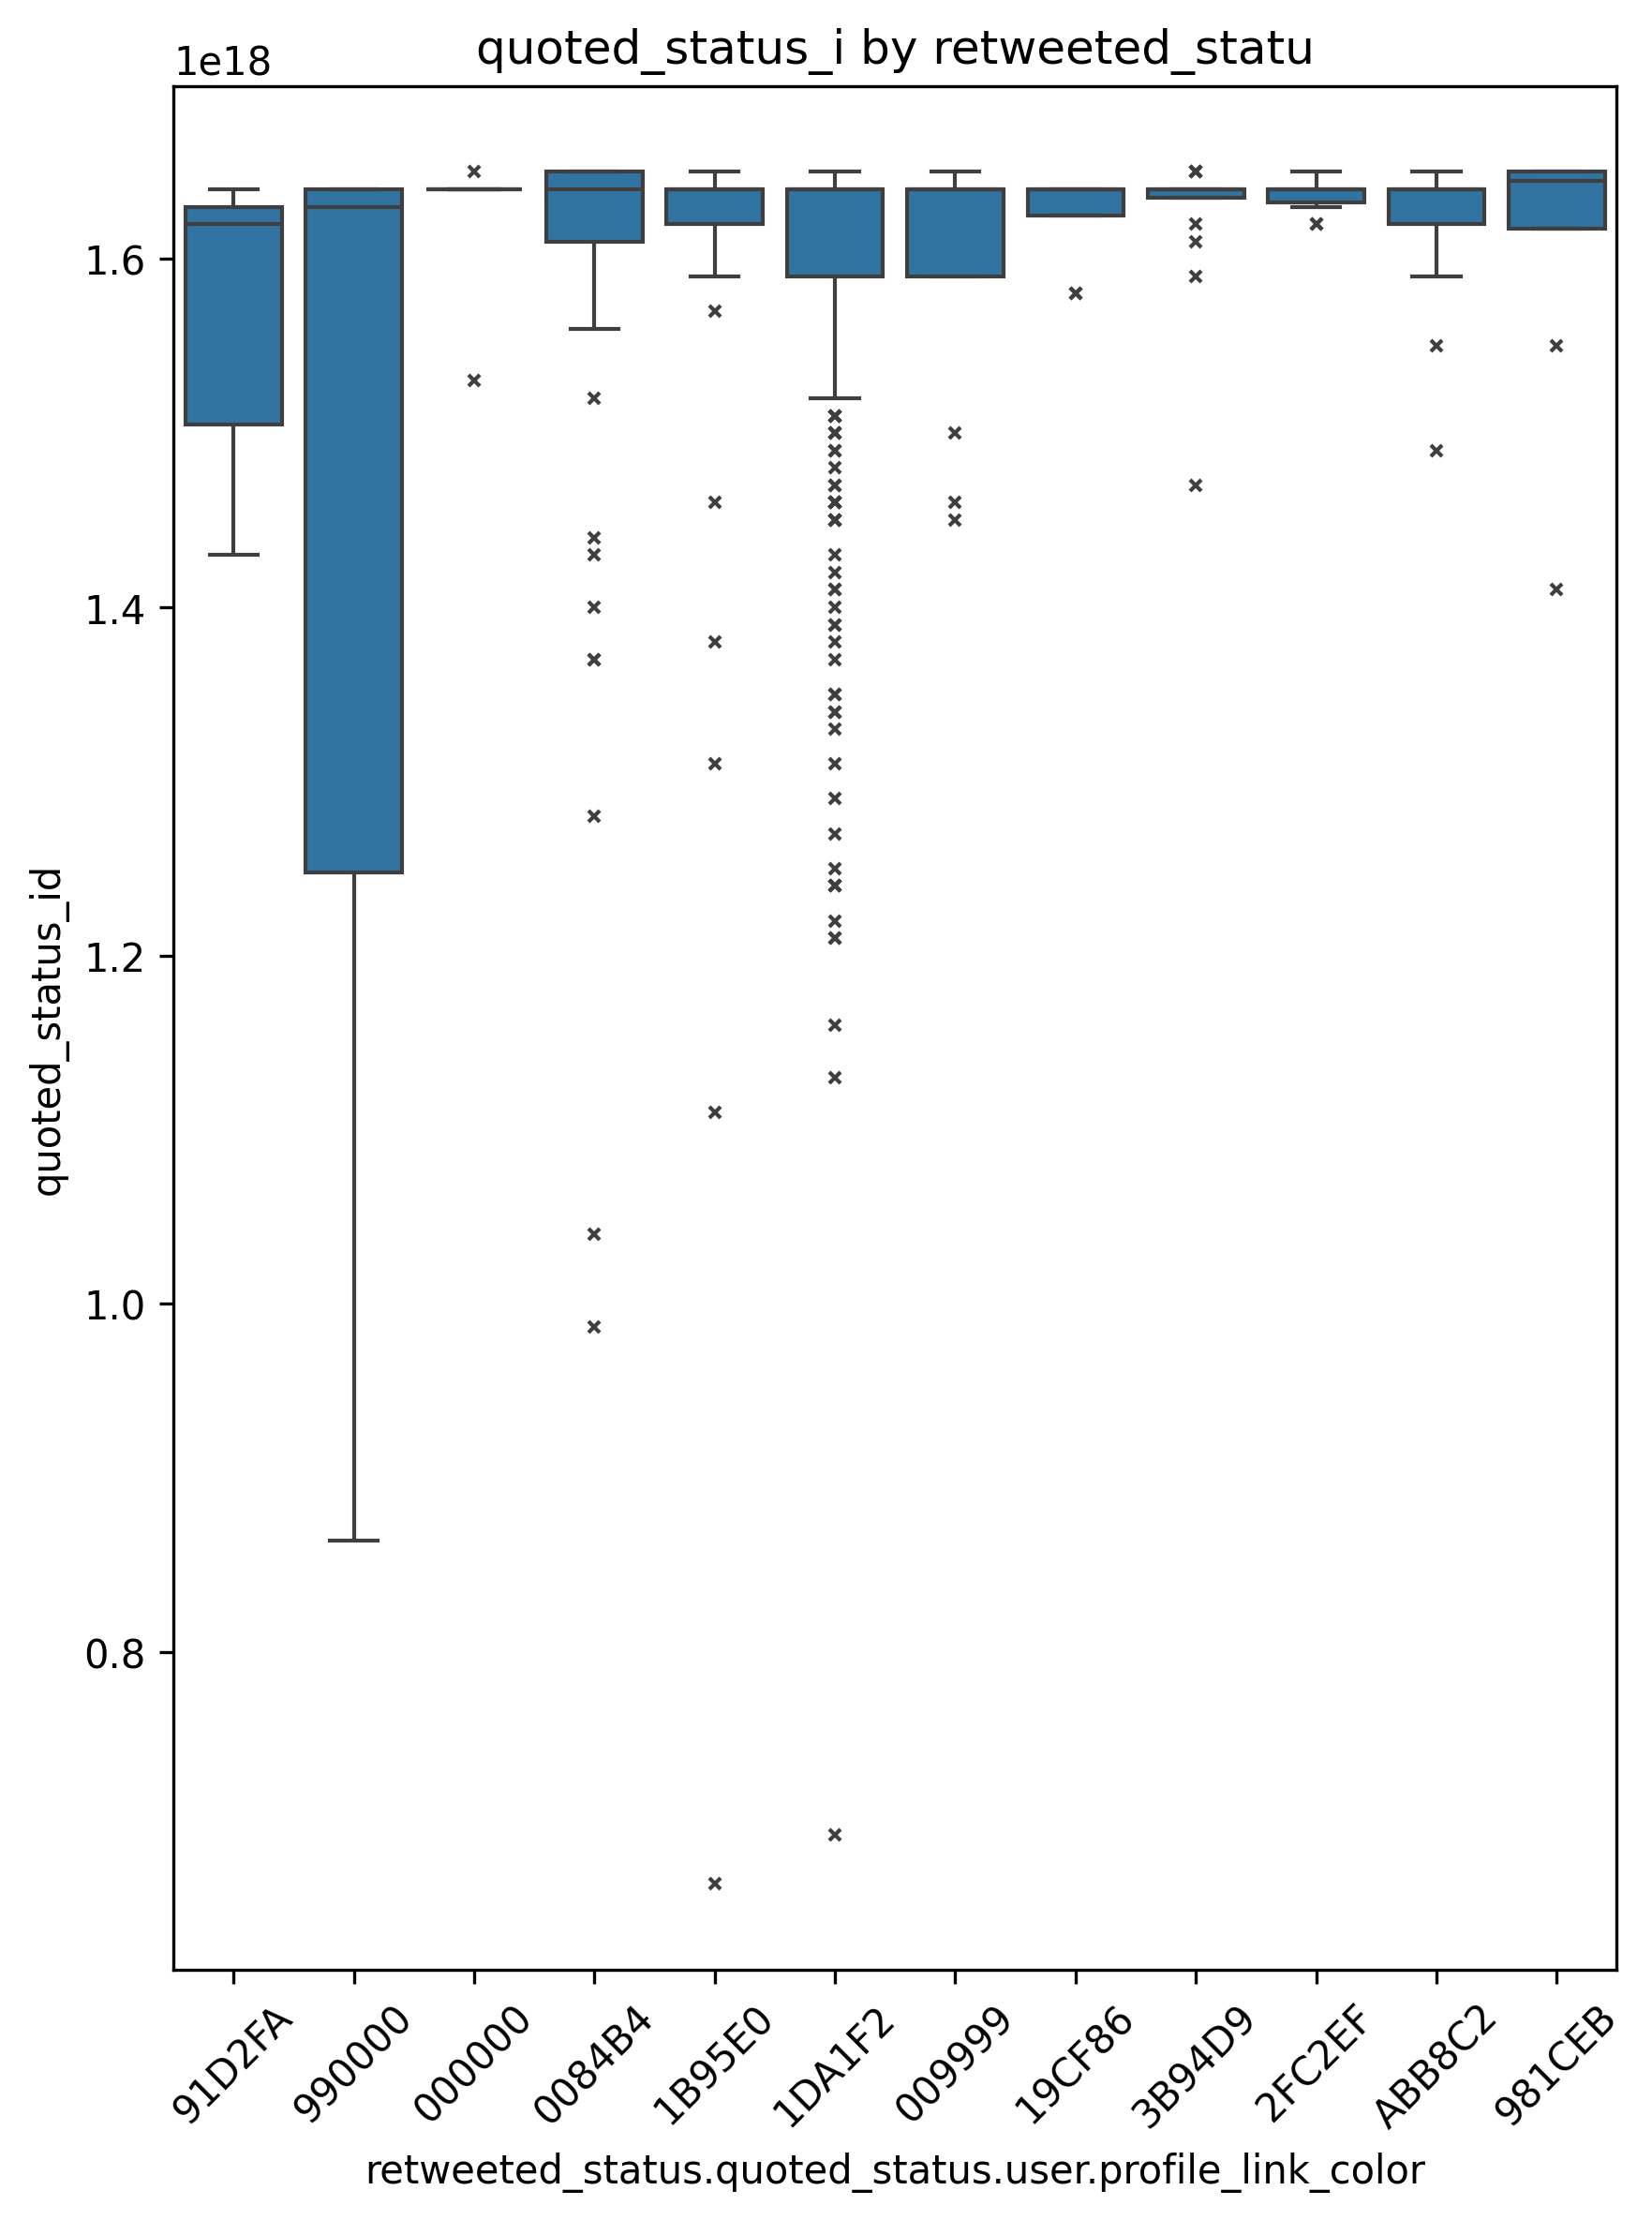 quoted_status_i by retweeted_statu
1e18
1.6
1.4
1.2
1.0
0.8
quoted_status_id
91D2FA
990000
000000
0084B4
1B95E0
1DA1F2
009999
19CF86
3B94D9
2FC2EF
ABB8C2
981CEB
retweeted_status.quoted_status.user.profile_link_color